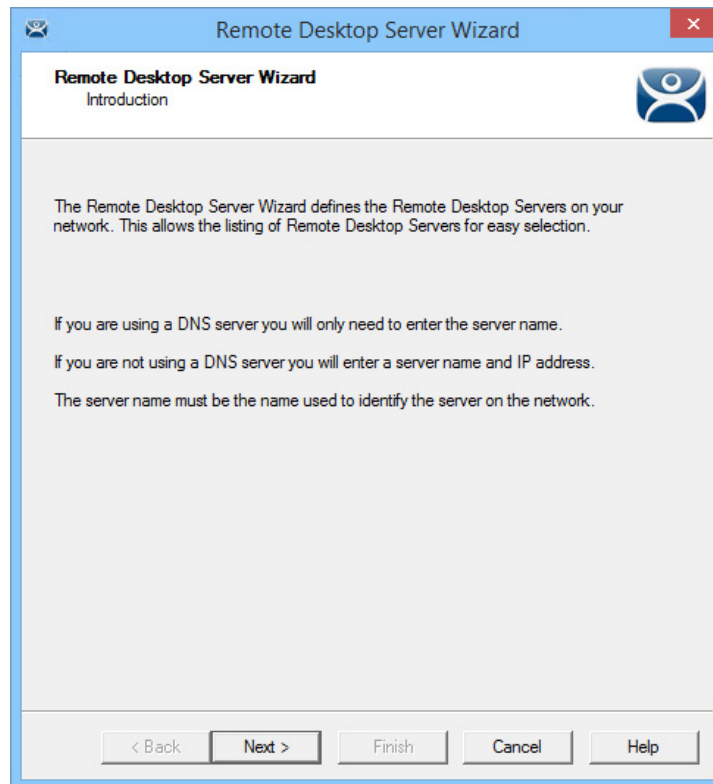 Remote Desktop Server Wizard
Remote Desktop Server Wizard
Introduction
The Remote Desktop Server Wizard defines the Remote Desktop Servers on your
network. This allows the listing of Remote Desktop Servers for easy selection.
If you are using a DNS server you will only need to enter the server name.
If you are not using a DNS server you will enter a server name and IP address.
The server name must be the name used to identify the server on the network.
< Back Next > Finish Cancel Help